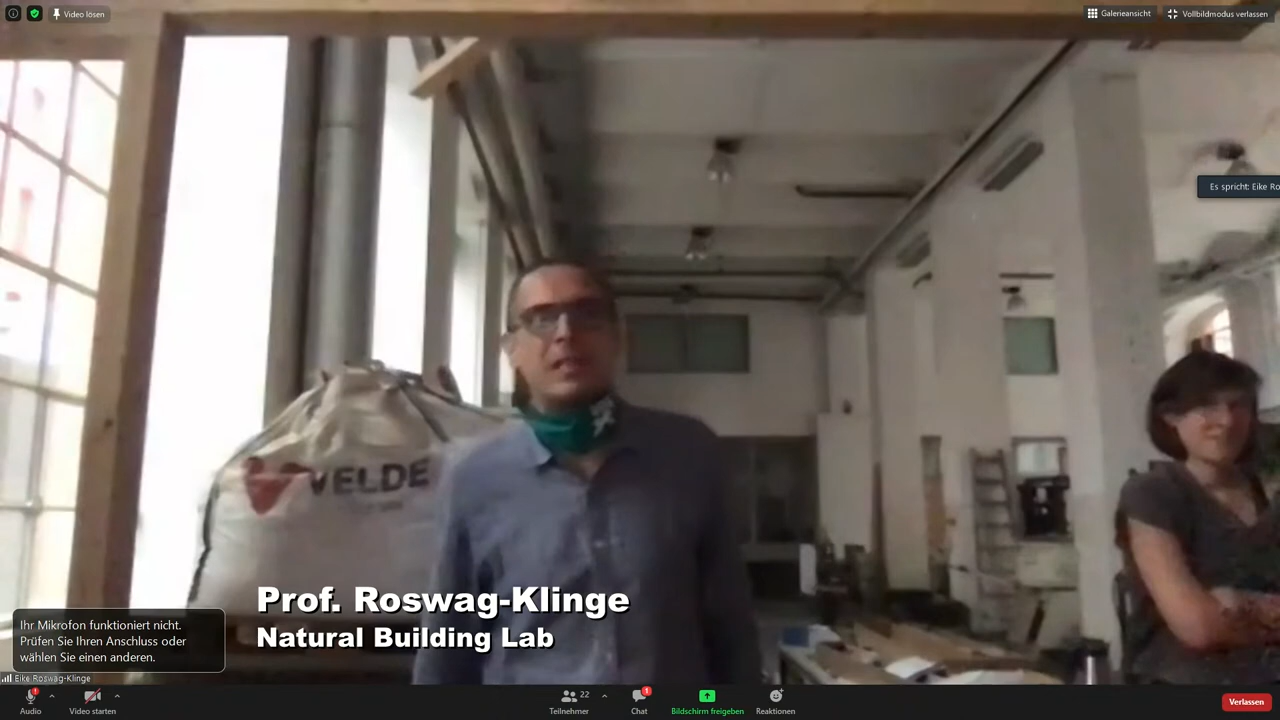 Video lösen
Galerieansicht
Vollbildmodus verlassen
Es spricht: Eike Ro
VELDE
Prof. Roswag-Klinge
Natural Building Lab
Ihr Mikrofon funktioniert nicht.
Prüfen Sie Ihren Anschluss oder
wählen Sie einen anderen.
Eike Roswag-Klinge
Audio
Video starten
Teilnehmer
22
Chat
1
Bildschirm freigeben
Reaktionen
Verlassen